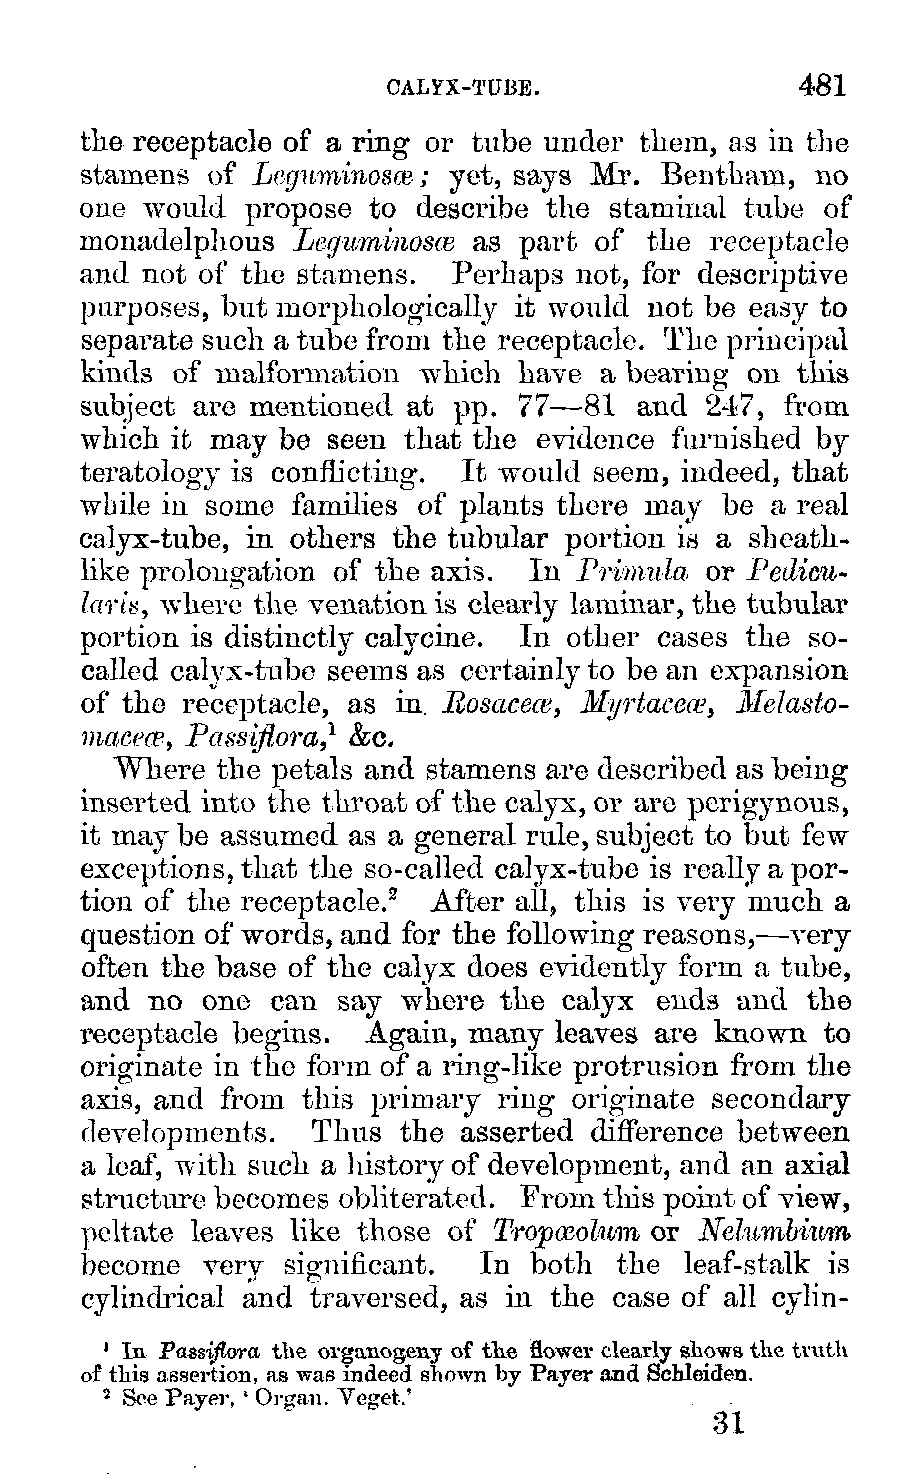 CALYX-TUBE. 481
the receptacle of a ring or tube under them, as in the
stamens of Leguminosæ; yet, says Mr. Bentham, no
one would propose to describe the staminal tube of
monadelphous Leguminosæ as part of the receptacle
and not of the stamens. Perhaps not, for descriptive
purposes, but morphologically it would not be easy to
separate such a tube from the receptacle. The principal
kinds of malformation which have a bearing on this
subject are mentioned at pp. 77—81 and 247, from
which it may be seen that the evidence furnished by
teratology is conflicting. It would seem, indeed, that
while in some families of plants there may be a real
calyx-tube, in others the tubular portion is a sheath-
like prolongation of the axis. In Primula or Pedicu-
laris, where the venation is clearly laminar, the tubular
portion is distinctly calycine. In other cases the so-
called calyx-tube seems as certainly to be an expansion
of the receptacle, as in Rosaceæ, Myrtaceæ, Melasto-
maceæ, Passiflora,¹ &c.
Where the petals and stamens are described as being
inserted into the throat of the calyx, or are perigynous,
it may be assumed as a general rule, subject to but few
exceptions, that the so-called calyx-tube is really a por-
tion of the receptacle.² After all, this is very much a
question of words, and for the following reasons,—very
often the base of the calyx does evidently form a tube,
and no one can say where the calyx ends and the
receptacle begins. Again, many leaves are known to
originate in the form of a ring-like protrusion from the
axis, and from this primary ring originate secondary
developments. Thus the asserted difference between
a leaf, with such a history of development, and an axial
structure becomes obliterated. From this point of view,
peltate leaves like those of Tropæolum or Nelumbium
become very significant. In both the leaf-stalk is
cylindrical and traversed, as in the case of all cylin-
¹ In Passiflora the organogeny of the flower clearly shows the truth
of this assertion, as was indeed shown by Payer and Schleiden.
² See Payer, ‘ Organ. Veget.’
31